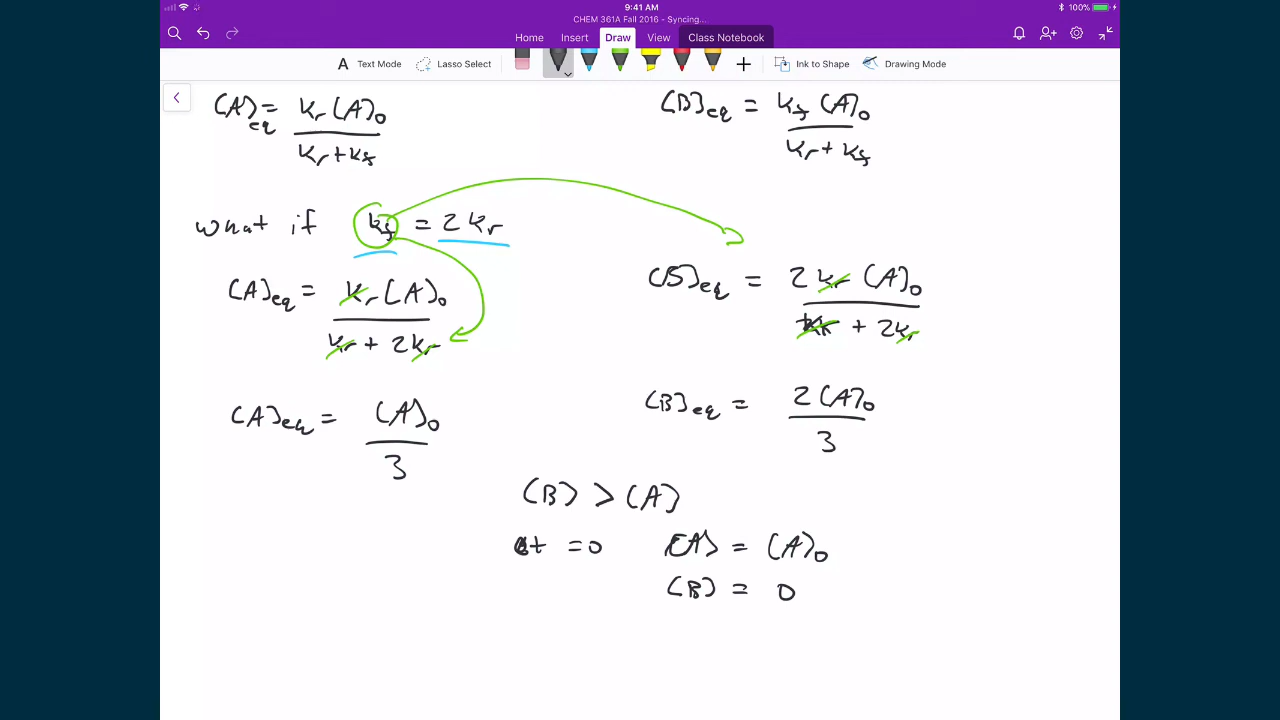 9:41 AM
100%
CHEM 361A Fall 2016 - Syncing...
Home Insert Draw View Class Notebook
A Text Mode Lasso Select Ink to Shape Drawing Mode
[A]eq = kr[A]0 / kr + kf
[B]eq = kf[A]0 / kr + kf
what if kf = 2kr
[A]eq = kr[A]0 / kr + 2kr
[B]eq = 2kr[A]0 / kr + 2kr
[A]eq = [A]0 / 3
[B]eq = 2[A]0 / 3
[B] > [A]
at t = 0 [A] = [A]0
[B] = 0